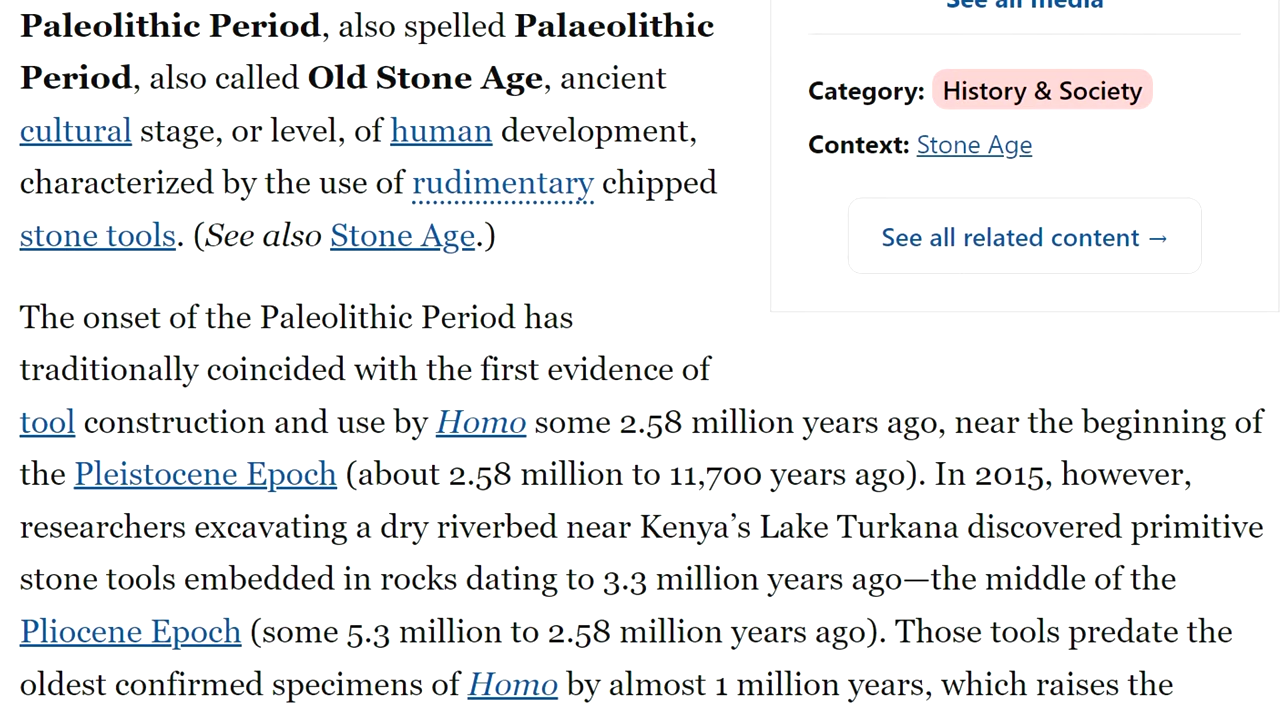 Paleolithic Period, also spelled Palaeolithic
Period, also called Old Stone Age, ancient
cultural stage, or level, of human development,
characterized by the use of rudimentary chipped
stone tools. (See also Stone Age.)
The onset of the Paleolithic Period has
traditionally coincided with the first evidence of
tool construction and use by Homo some 2.58 million years ago, near the beginning of
the Pleistocene Epoch (about 2.58 million to 11,700 years ago). In 2015, however,
researchers excavating a dry riverbed near Kenya’s Lake Turkana discovered primitive
stone tools embedded in rocks dating to 3.3 million years ago—the middle of the
Pliocene Epoch (some 5.3 million to 2.58 million years ago). Those tools predate the
oldest confirmed specimens of Homo by almost 1 million years, which raises the
See all media
Category: History & Society
Context: Stone Age
See all related content →